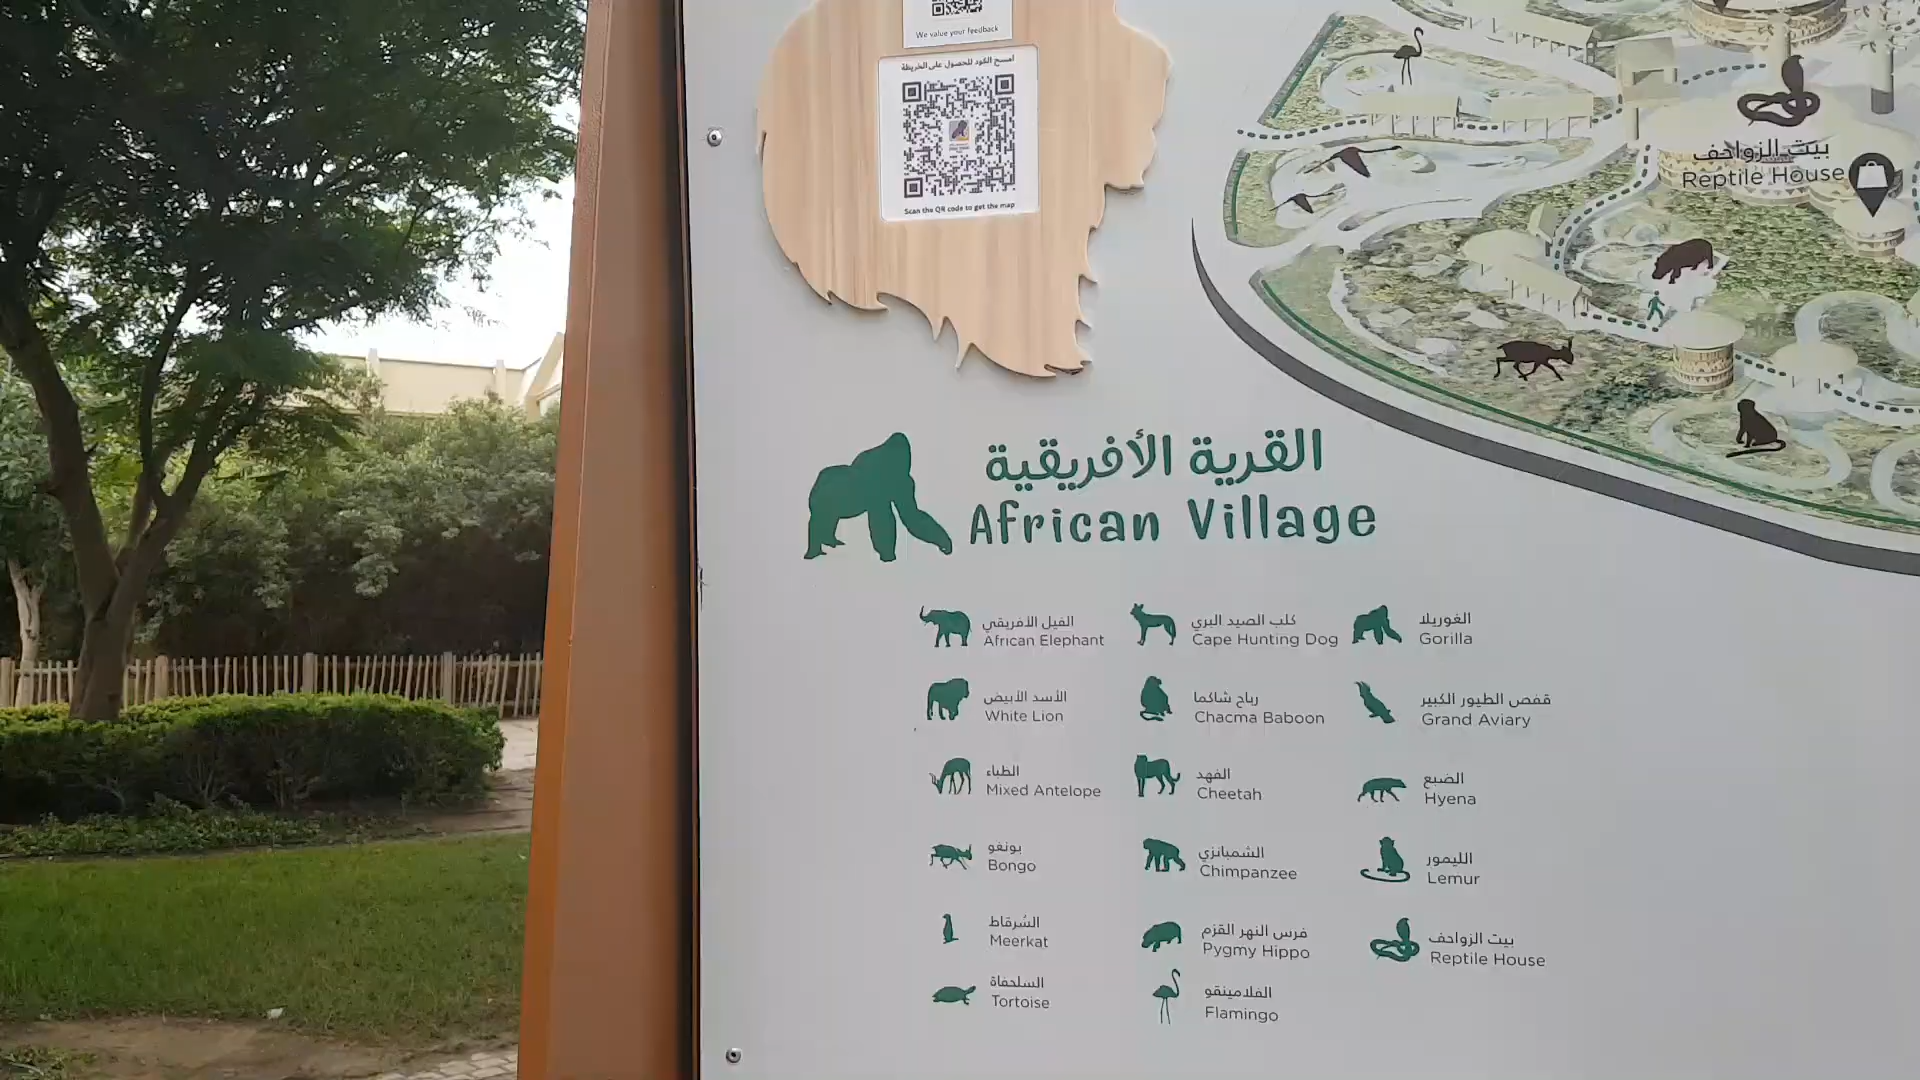 We value your feedback
امسح الكود للحصول على الخريطة
Scan the QR code to get the map
بيت الزواحف
Reptile House
القرية الأفريقية
African Village
الفيل الأفريقي
African Elephant
كلب الصيد البري
Cape Hunting Dog
الغوريلا
Gorilla
الأسد الأبيض
White Lion
رباح شاكما
Chacma Baboon
قفص الطيور الكبير
Grand Aviary
الظباء
Mixed Antelope
الفهد
Cheetah
الضبع
Hyena
بونغو
Bongo
الشمبانزي
Chimpanzee
الليمور
Lemur
السُرقاط
Meerkat
فرس النهر القزم
Pygmy Hippo
بيت الزواحف
Reptile House
السلحفاة
Tortoise
الفلامينقو
Flamingo